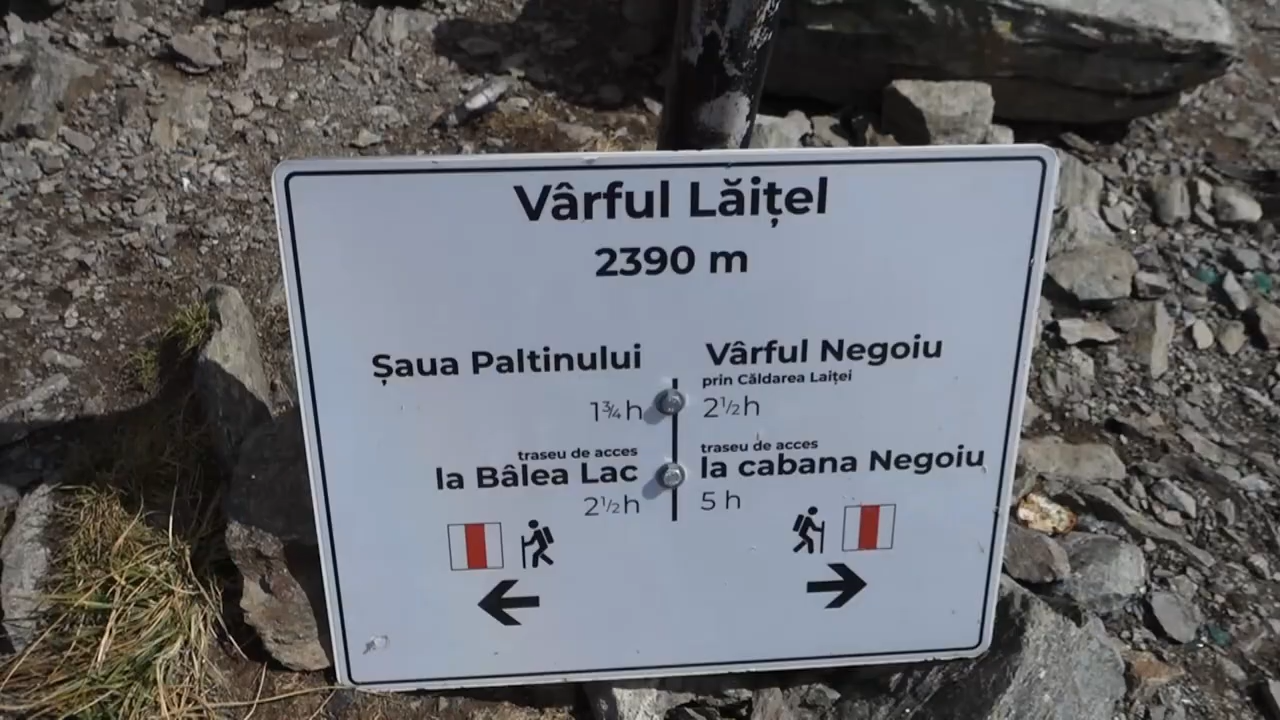 Vârful Lăițel
2390 m
Șaua Paltinului
1¾ h
traseu de acces
la Bâlea Lac
2½ h
Vârful Negoiu
prin Căldarea Laiței
2½ h
traseu de acces
la cabana Negoiu
5 h